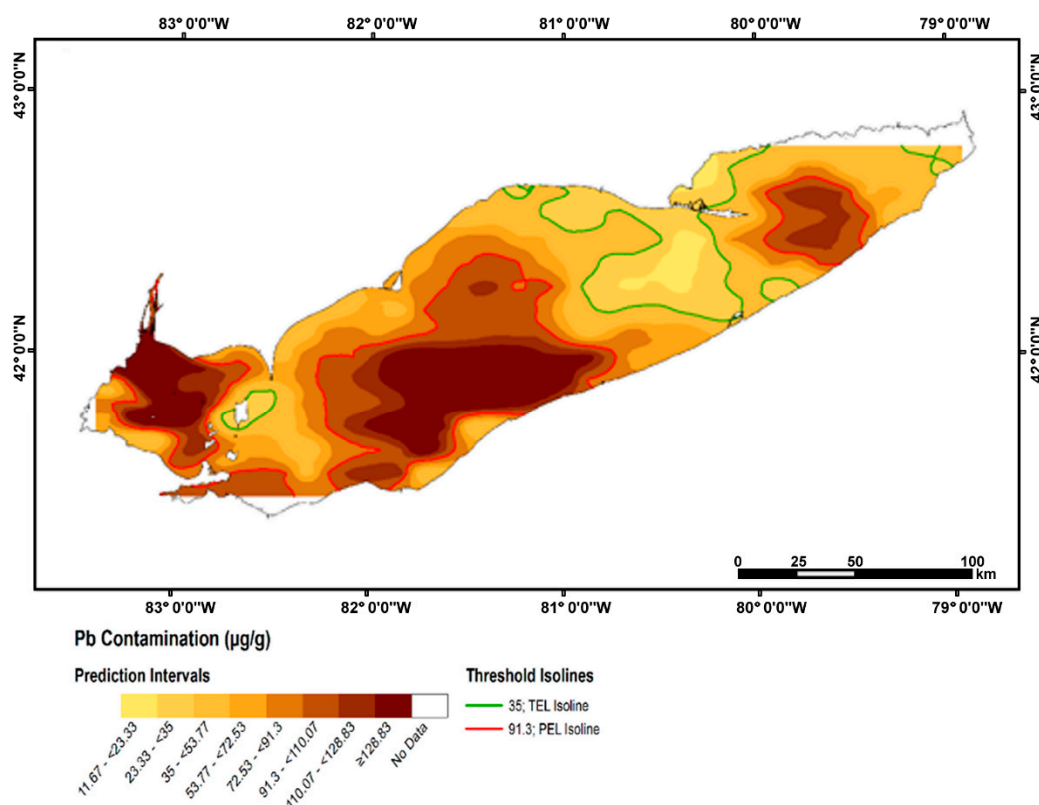 83°0'0"W 82°0'0"W 81°0'0"W 80°0'0"W 79°0'0"W
43°0'0"N 43°0'0"N
42°0'0"N 42°0'0"N
0 25 50 100
km
83°0'0"W 82°0'0"W 81°0'0"W 80°0'0"W 79°0'0"W
Pb Contamination (µg/g)
Prediction Intervals
11.67 - <23.33
23.33 - <35
35 - <53.77
53.77 - <72.53
72.53 - <91.3
91.3 - <110.07
110.07 - <128.83
≥128.83
No Data
Threshold Isolines
35; TEL Isoline
91.3; PEL Isoline